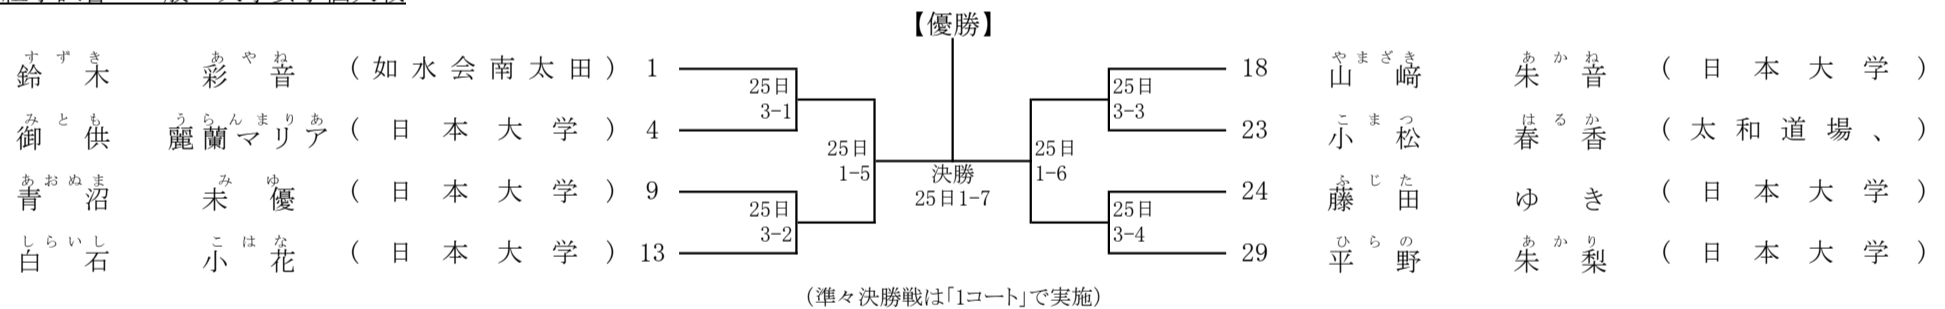 【優勝】
すずき あやね
鈴木 彩音 (如水会南太田) 1
みとも うらんまりあ
御供 麗蘭マリア (日本大学) 4
あおぬま みゆ
青沼 未優 (日本大学) 9
しらいし こはな
白石 小花 (日本大学) 13
25日
3-1
25日
3-2
25日
1-5
決勝
25日1-7
25日
1-6
25日
3-3
25日
3-4
やまざき あかね
18 山﨑 朱音 (日本大学)
こまつ はるか
23 小松 春香 (太和道場、)
ふじた
24 藤田 ゆき (日本大学)
ひらの あかり
29 平野 朱梨 (日本大学)
(準々決勝戦は「1コート」で実施)